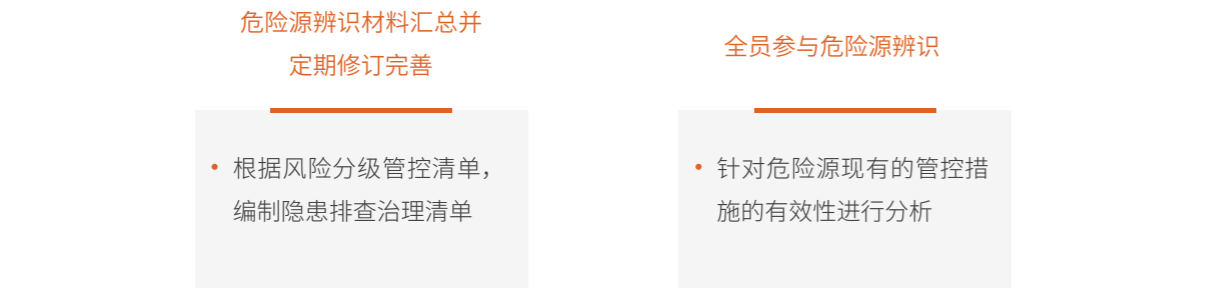 危险源辨识材料汇总并
定期修订完善
• 根据风险分级管控清单，
编制隐患排查治理清单
全员参与危险源辨识
• 针对危险源现有的管控措
施的有效性进行分析